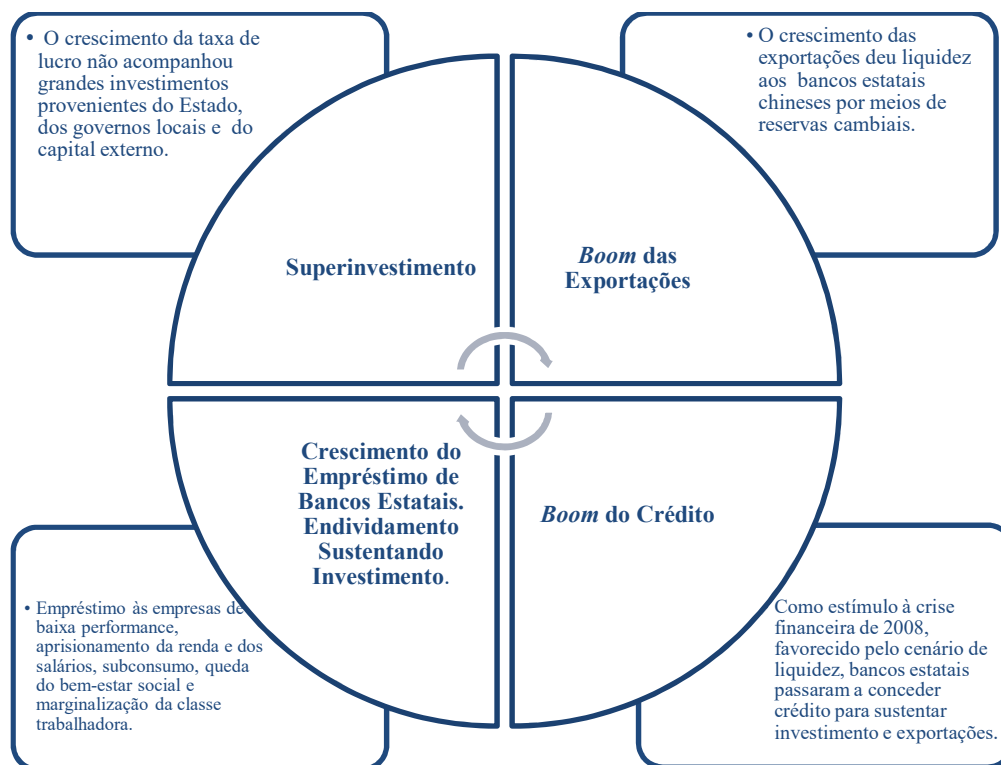 • O crescimento da taxa de
lucro não acompanhou
grandes investimentos
provenientes do Estado,
dos governos locais e do
capital externo.
• O crescimento das
exportações deu liquidez
aos bancos estatais
chineses por meios de
reservas cambiais.
Superinvestimento
Boom das
Exportações
Crescimento do
Empréstimo de
Bancos Estatais.
Endividamento
Sustentando
Investimento.
Boom do Crédito
• Empréstimo às empresas de
baixa performance,
aprisionamento da renda e dos
salários, subconsumo, queda
do bem-estar social e
marginalização da classe
trabalhadora.
Como estímulo à crise
financeira de 2008,
favorecido pelo cenário de
liquidez, bancos estatais
passaram a conceder
crédito para sustentar
investimento e exportações.